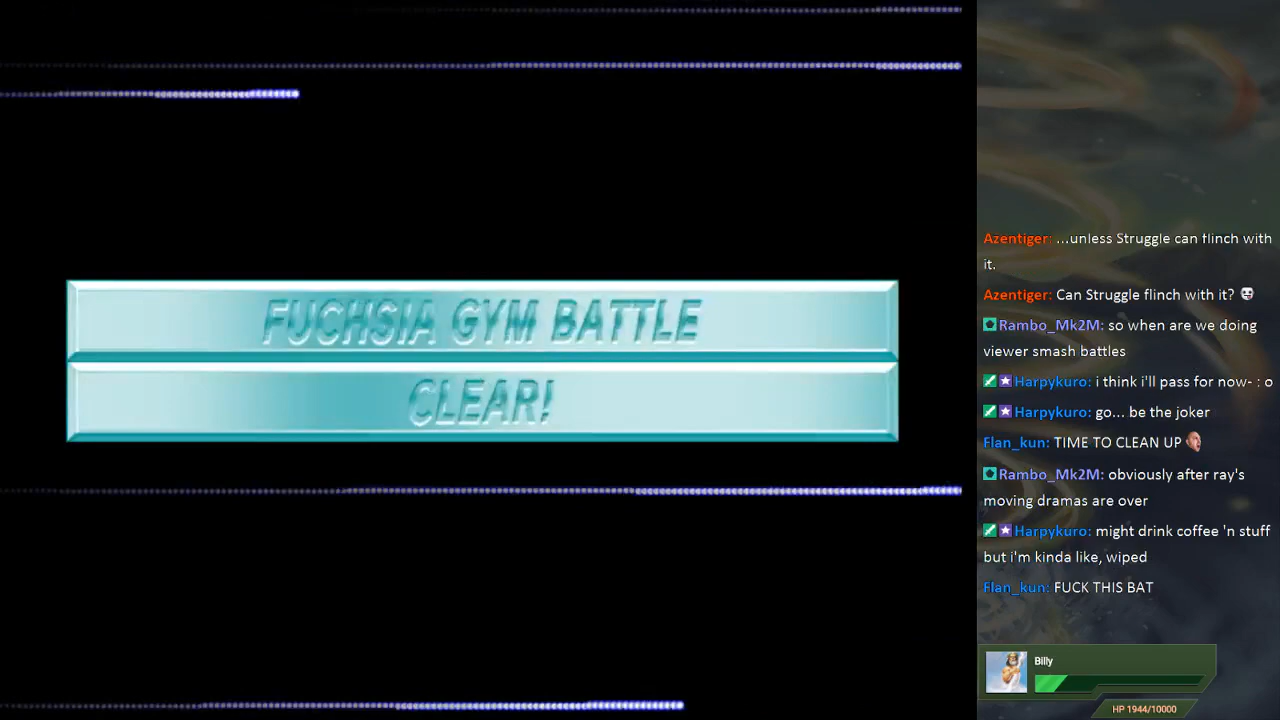 FUCHSIA GYM BATTLE
CLEAR!
Azentiger: ...unless Struggle can flinch with
it.
Azentiger: Can Struggle flinch with it?
Rambo_Mk2M: so when are we doing
viewer smash battles
Harpykuro: i think i'll pass for now- : o
Harpykuro: go... be the joker
Flan_kun: TIME TO CLEAN UP
Rambo_Mk2M: obviously after ray's
moving dramas are over
Harpykuro: might drink coffee 'n stuff
but i'm kinda like, wiped
Flan_kun: FUCK THIS BAT
Billy
HP 1944/10000